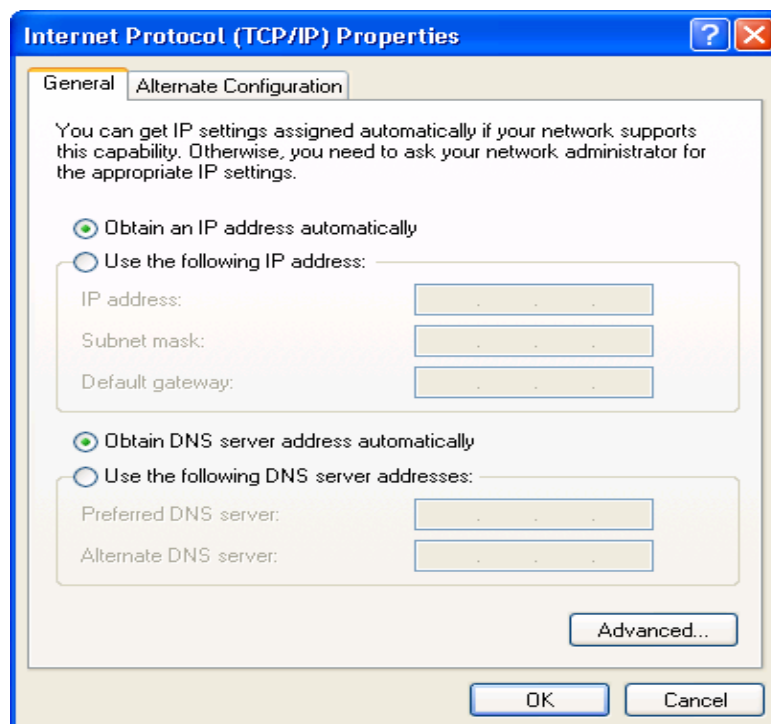 Internet Protocol (TCP/IP) Properties
General
Alternate Configuration
You can get IP settings assigned automatically if your network supports
this capability. Otherwise, you need to ask your network administrator for
the appropriate IP settings.
Obtain an IP address automatically
Use the following IP address:
IP address:
Subnet mask:
Default gateway:
Obtain DNS server address automatically
Use the following DNS server addresses:
Preferred DNS server:
Alternate DNS server:
Advanced...
OK
Cancel